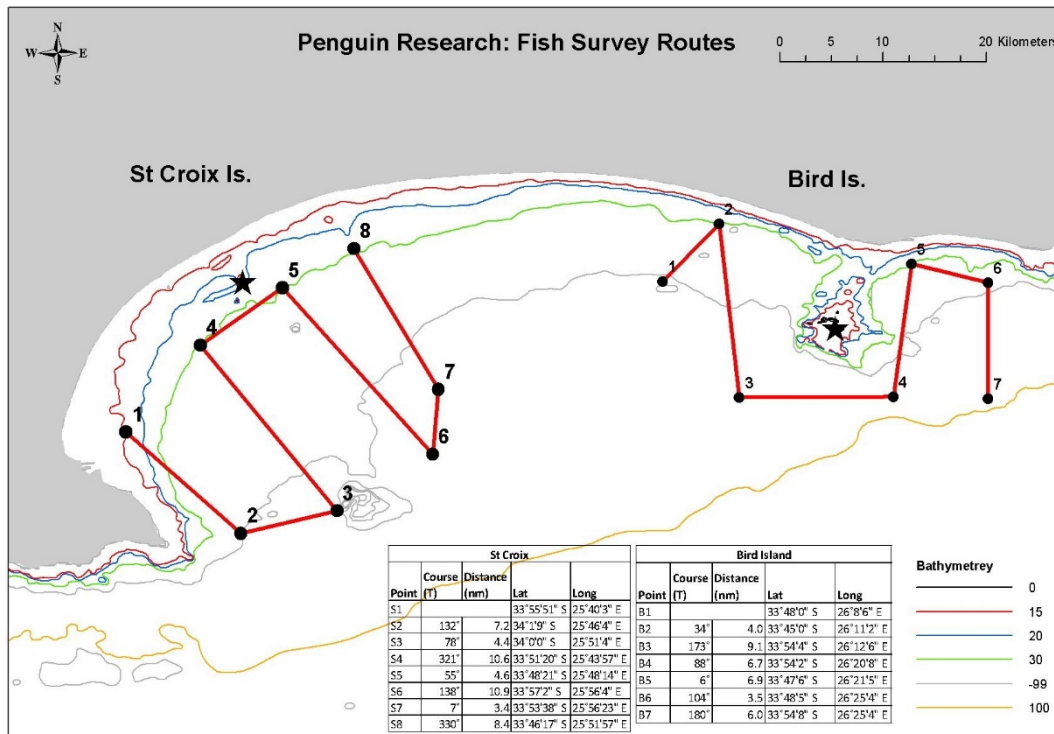 N
W E
S
Penguin Research: Fish Survey Routes
0 5 10 20 Kilometers
St Croix Is.
Bird Is.
8
5
4
1
7
6
3
2
2
1
5
6
3
4
7
St Croix
Point Course (T) Distance (nm) Lat Long
S1 33°55'51" S 25°40'3" E
S2 132° 7.2 34°1'9" S 25°46'4" E
S3 78° 4.4 34°0'0" S 25°51'4" E
S4 321° 10.6 33°51'20" S 25°43'57" E
S5 55° 4.6 33°48'21" S 25°48'14" E
S6 138° 10.9 33°57'2" S 25°56'4" E
S7 7° 3.4 33°53'38" S 25°56'23" E
S8 330° 8.4 33°46'17" S 25°51'57" E
Bird Island
Point Course (T) Distance (nm) Lat Long
B1 33°48'0" S 26°8'6" E
B2 34° 4.0 33°45'0" S 26°11'2" E
B3 173° 9.1 33°54'4" S 26°12'6" E
B4 88° 6.7 33°54'2" S 26°20'8" E
B5 6° 6.9 33°47'6" S 26°21'5" E
B6 104° 3.5 33°48'5" S 26°25'4" E
B7 180° 6.0 33°54'8" S 26°25'4" E
Bathymetrey
0
15
20
30
-99
100